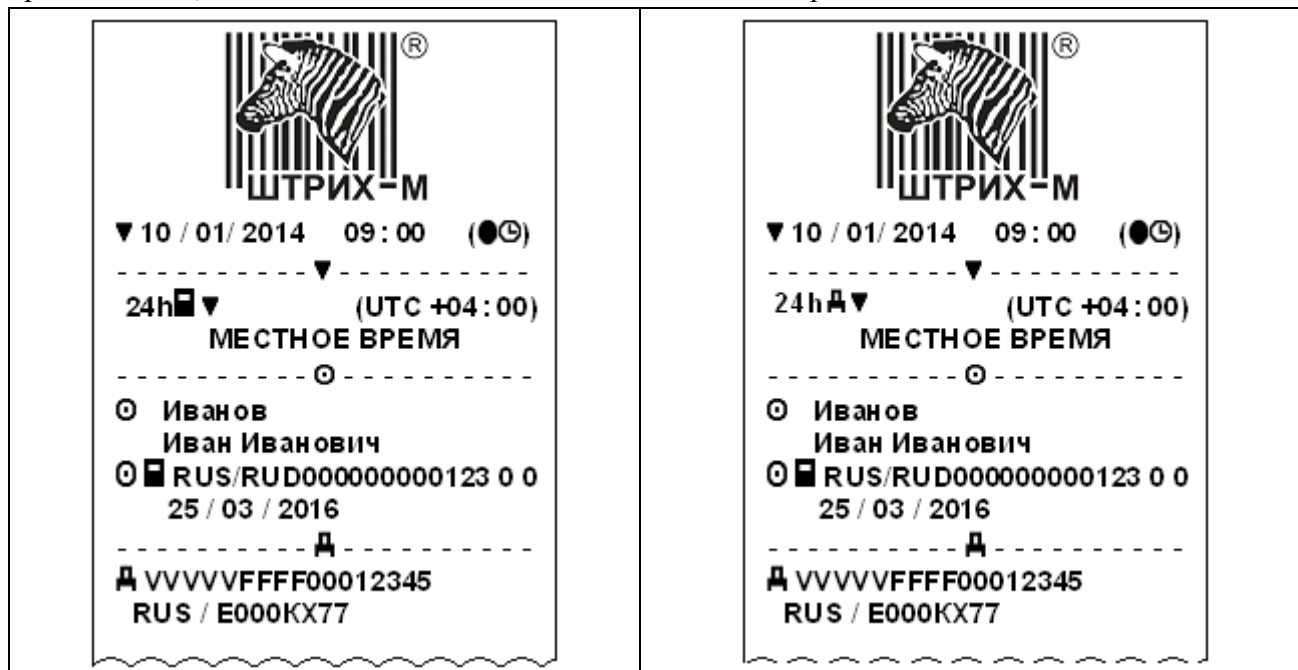 ШТРИХ-М ®
▼ 10 / 01/ 2014 09 : 00 (●◷)
- - - - - - - - - - ▼ - - - - - - - - - -
24h ▼ (UTC +04 : 00)
МЕСТНОЕ ВРЕМЯ
- - - - - - - - - - ⊙ - - - - - - - - - -
⊙ Иванов
Иван Иванович
⊙ RUS/RUD000000000123 0 0
25 / 03 / 2016
VVVVVFFFF00012345
RUS / E000KX77
ШТРИХ-М ®
▼ 10 / 01/ 2014 09 : 00 (●◷)
- - - - - - - - - - ▼ - - - - - - - - - -
24h ▼ (UTC +04 : 00)
МЕСТНОЕ ВРЕМЯ
- - - - - - - - - - ⊙ - - - - - - - - - -
⊙ Иванов
Иван Иванович
⊙ RUS/RUD000000000123 0 0
25 / 03 / 2016
VVVVVFFFF00012345
RUS / E000KX77